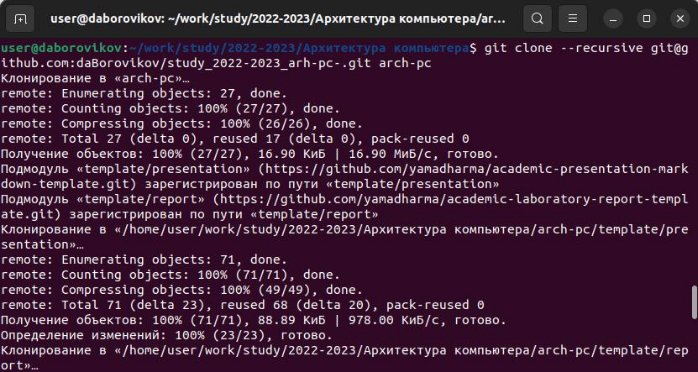 user@daborovikov: ~/work/study/2022-2023/Архитектура компьютера/ar...
user@daborovikov:~/work/study/2022-2023/Архитектура компьютера$ git clone --recursive git@g
ithub.com:daBorovikov/study_2022-2023_arh-pc-.git arch-pc
Клонирование в «arch-pc»…
remote: Enumerating objects: 27, done.
remote: Counting objects: 100% (27/27), done.
remote: Compressing objects: 100% (26/26), done.
remote: Total 27 (delta 0), reused 17 (delta 0), pack-reused 0
Получение объектов: 100% (27/27), 16.90 КиБ | 16.90 МиБ/с, готово.
Подмодуль «template/presentation» (https://github.com/yamadharma/academic-presentation-mark
down-template.git) зарегистрирован по пути «template/presentation»
Подмодуль «template/report» (https://github.com/yamadharma/academic-laboratory-report-templ
ate.git) зарегистрирован по пути «template/report»
Клонирование в «/home/user/work/study/2022-2023/Архитектура компьютера/arch-pc/template/pre
sentation»…
remote: Enumerating objects: 71, done.
remote: Counting objects: 100% (71/71), done.
remote: Compressing objects: 100% (49/49), done.
remote: Total 71 (delta 23), reused 68 (delta 20), pack-reused 0
Получение объектов: 100% (71/71), 88.89 КиБ | 978.00 КиБ/с, готово.
Определение изменений: 100% (23/23), готово.
Клонирование в «/home/user/work/study/2022-2023/Архитектура компьютера/arch-pc/template/rep
ort»…